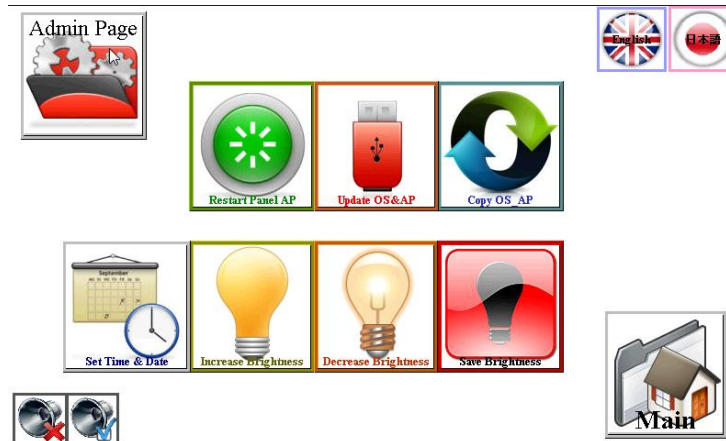 Admin Page
English
日本語
Restart Panel AP
Update OS&AP
Copy OS_AP
September
Set Time & Date
Increase Brightness
Decrease Brightness
Save Brightness
Main